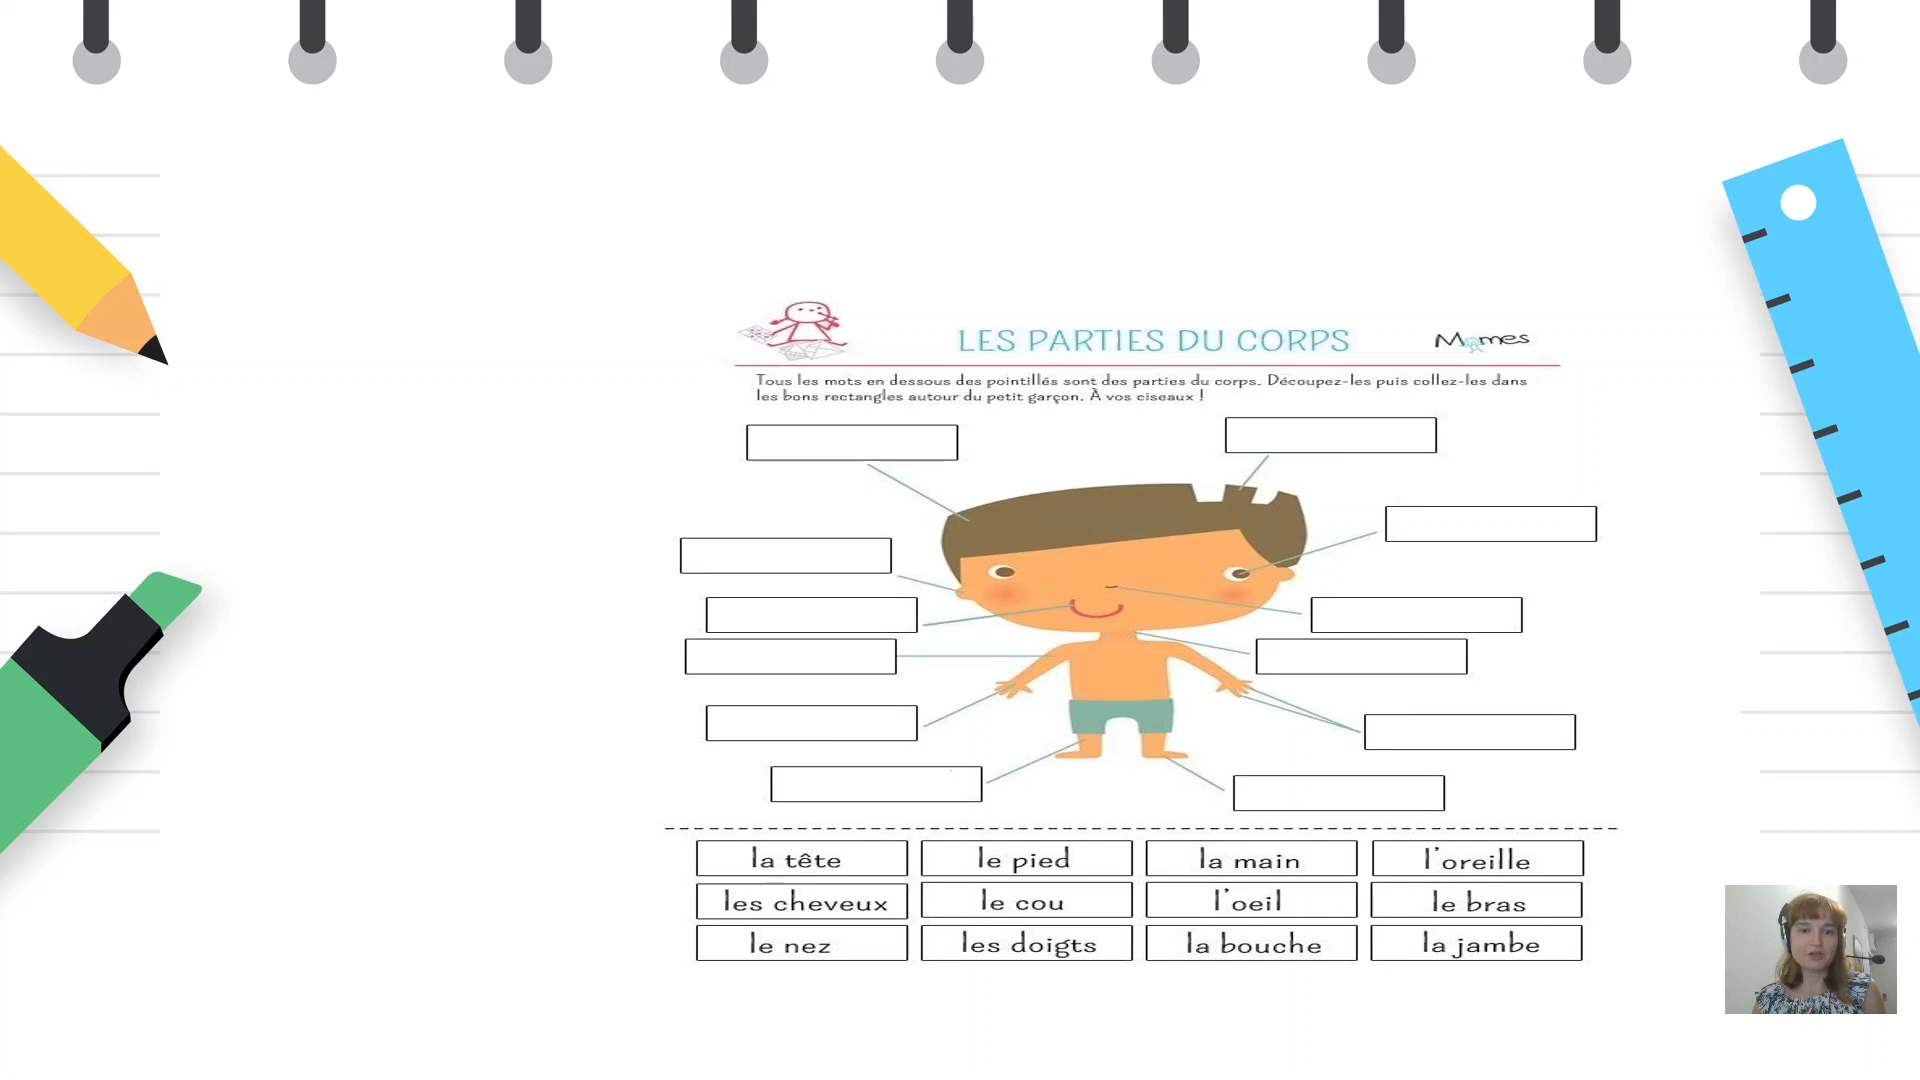 LES PARTIES DU CORPS
Momes
Tous les mots en dessous des pointillés sont des parties du corps. Découpez-les puis collez-les dans
les bons rectangles autour du petit garçon. À vos ciseaux !
la tête le pied la main l'oreille
les cheveux le cou l'oeil le bras
le nez les doigts la bouche la jambe